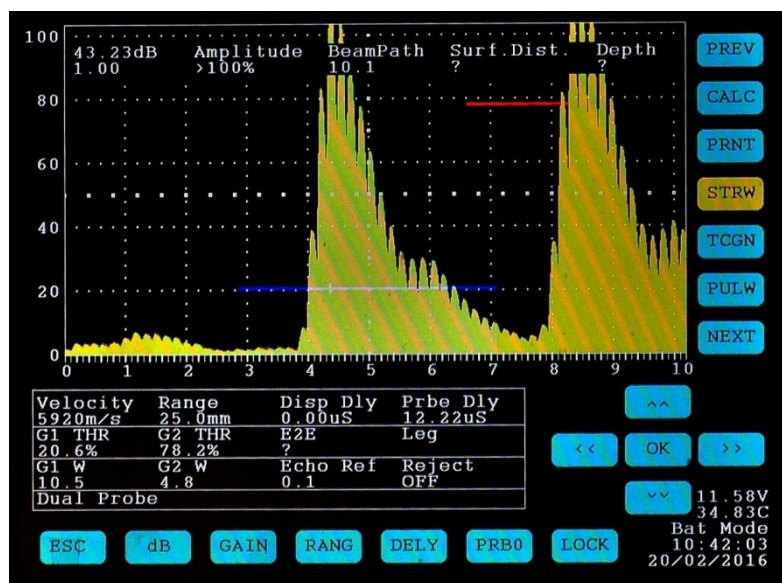 100
43.23dB Amplitude BeamPath Surf.Dist. Depth
1.00 >100% 10.1 ? ?
80
60
40
20
0
0 1 2 3 4 5 6 7 8 9 10
PREV
CALC
PRNT
STRW
TCGN
PULW
NEXT
Velocity Range Disp Dly Prbe Dly
5920m/s 25.0mm 0.00uS 12.22uS
G1 THR G2 THR E2E Leg
20.6% 78.2% ?
G1 W G2 W Echo Ref Reject
10.5 4.8 0.1 OFF
Dual Probe
^^
<< OK >>
vv
11.58V
34.83C
Bat Mode
10:42:03
20/02/2016
ESC dB GAIN RANG DELY PRB0 LOCK